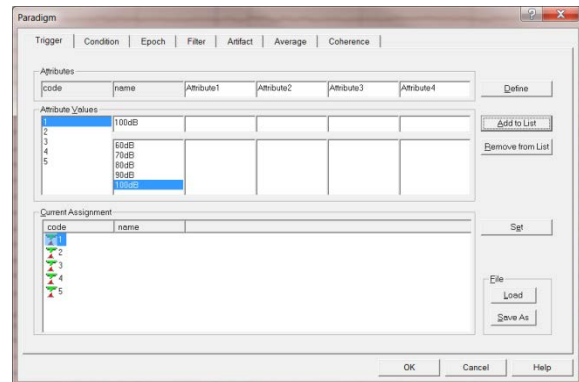 Paradigm
Trigger Condition Epoch Filter Artifact Average Coherence
Attributes
code name Attribute1 Attribute2 Attribute3 Attribute4 Define
Attribute Values
1 100dB Add to List
2
3 60dB Remove from List
4 70dB
5 80dB
90dB
100dB
Current Assignment
code name Set
1
2
3
4
5
File
Load
Save As
OK Cancel Help